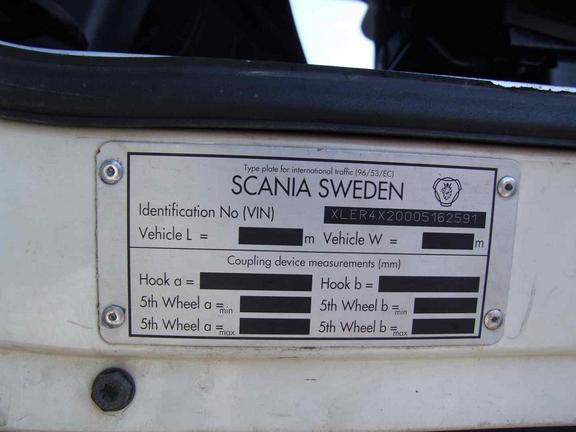 Type plate for international traffic (96/53/EC)
SCANIA SWEDEN
Identification No (VIN) XLER4X20005162591
Vehicle L = m Vehicle W = m
Coupling device measurements (mm)
Hook a = Hook b =
5th Wheel a = min 5th Wheel b = min
5th Wheel a = max 5th Wheel b = max